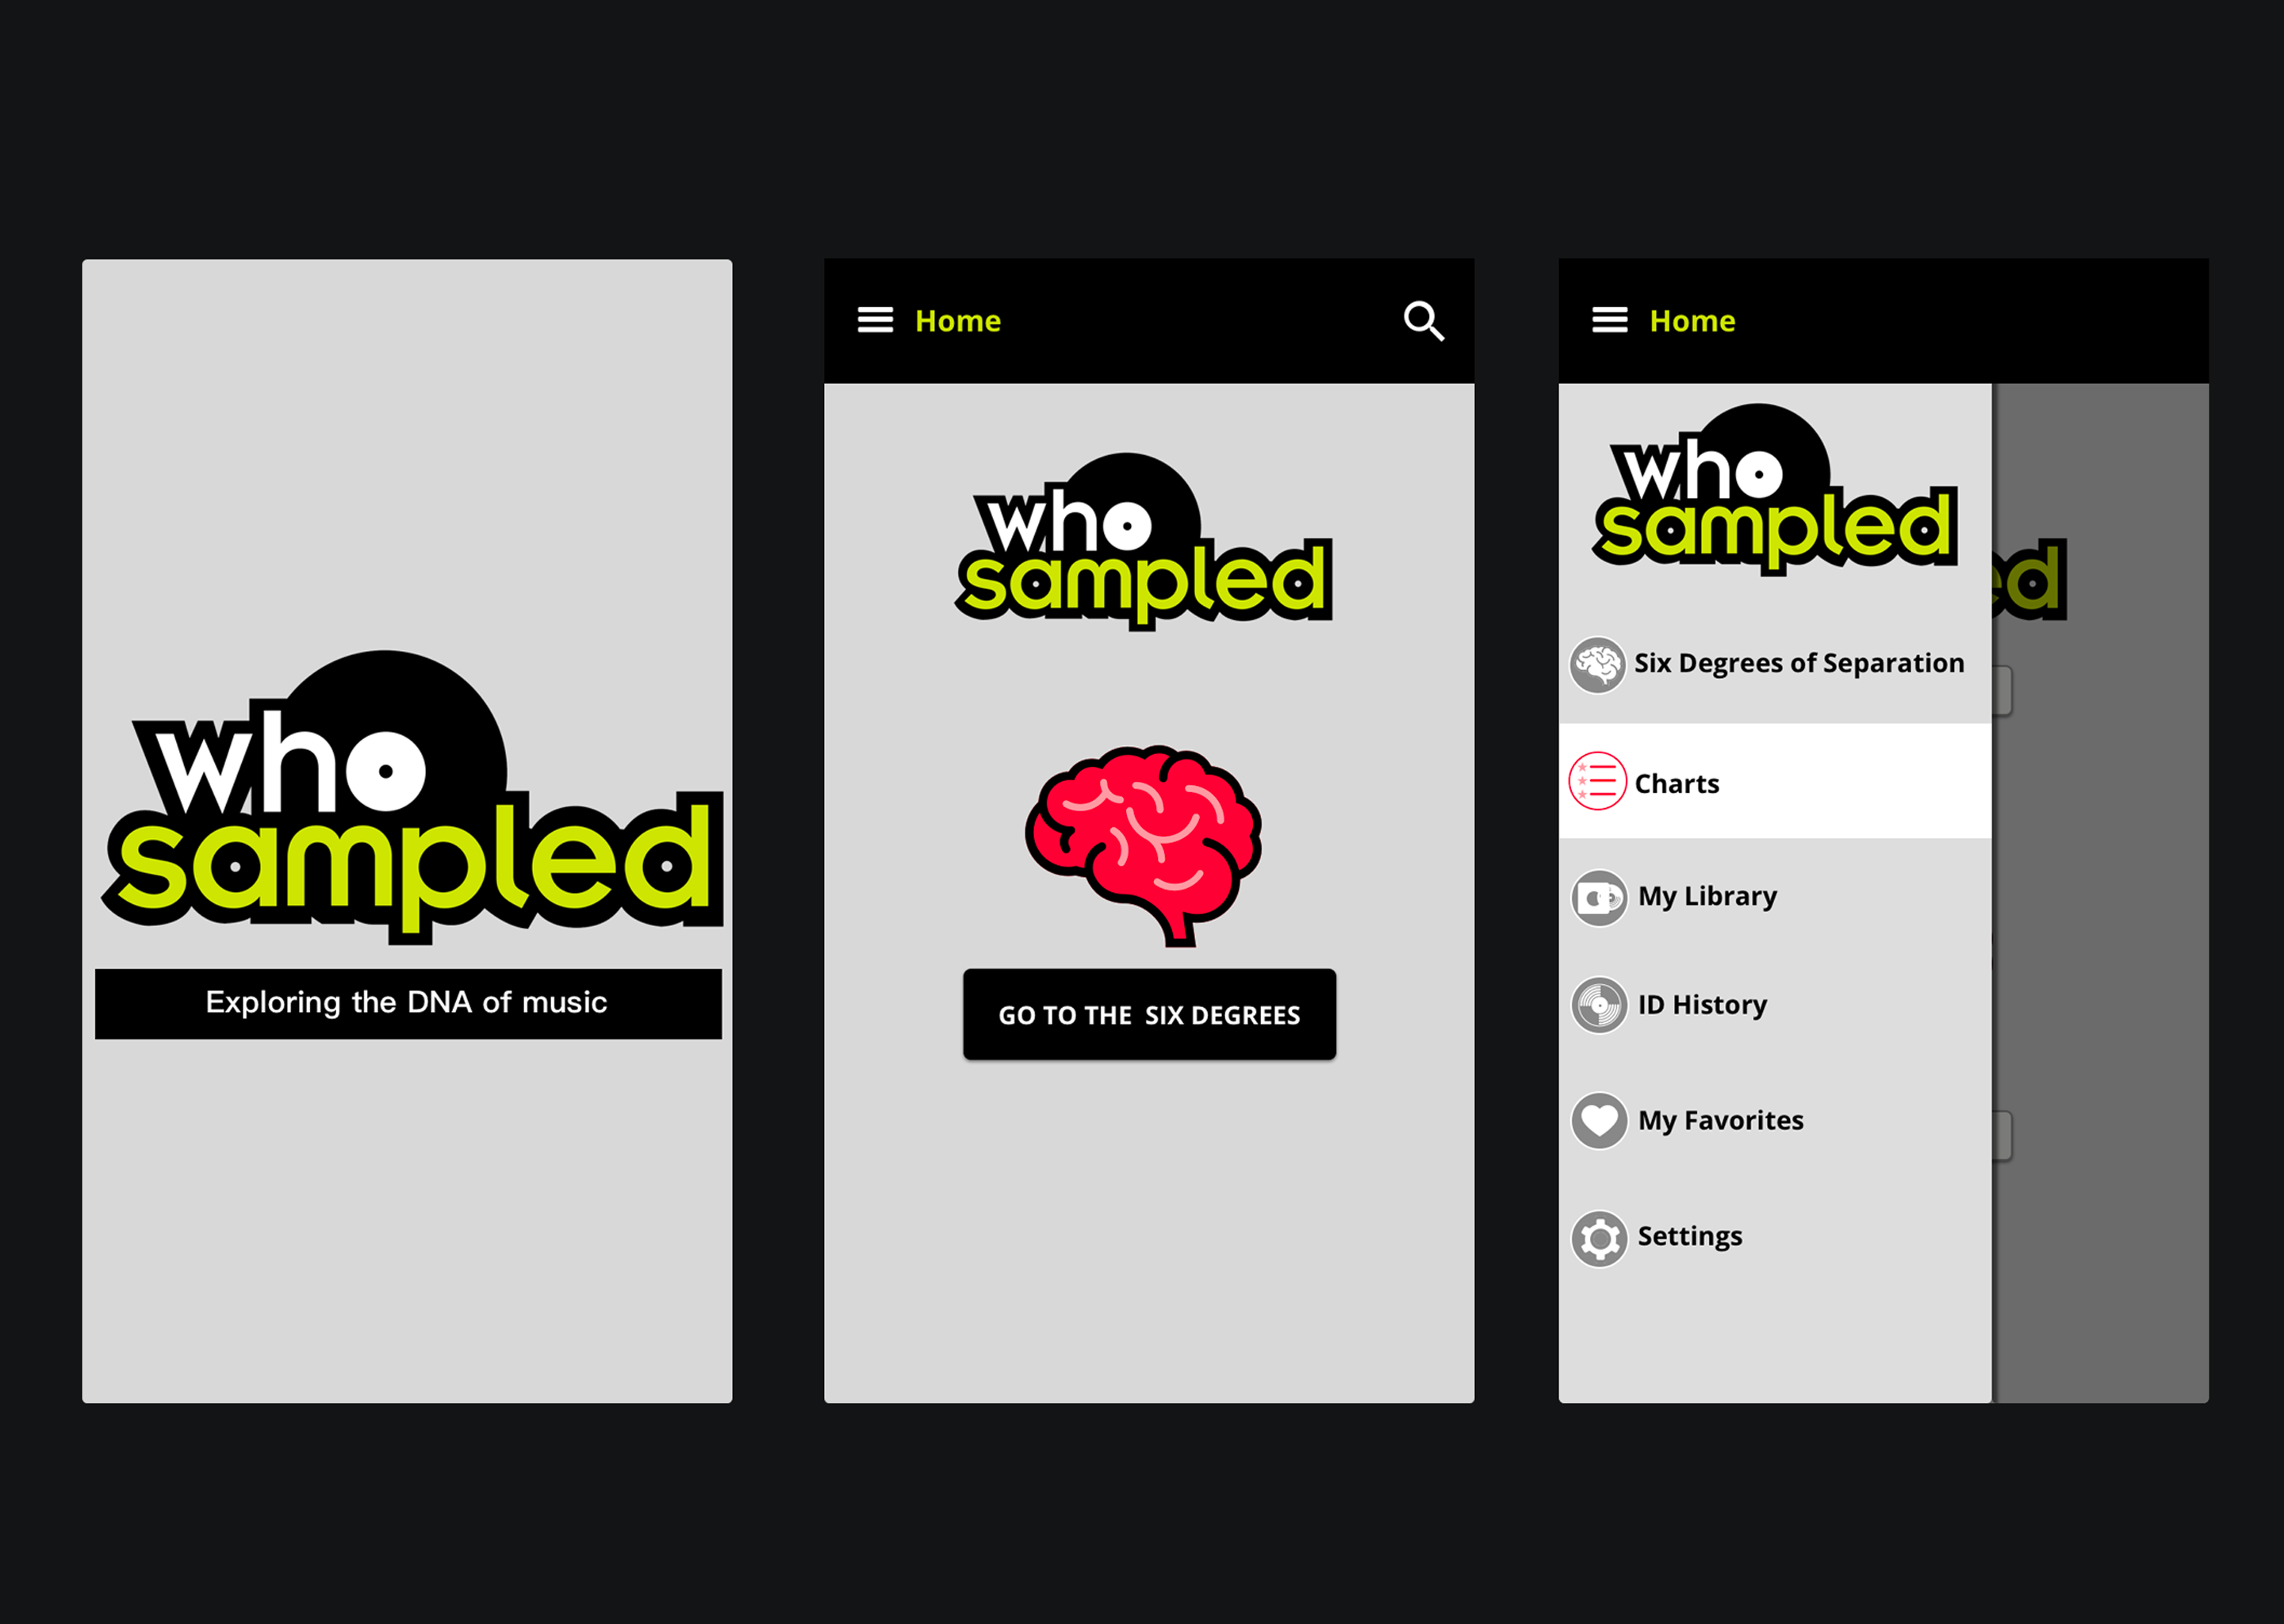 who
sampled
Exploring the DNA of music
Home
who
sampled
GO TO THE SIX DEGREES
Home
who
sampled
ed
Six Degrees of Separation
Charts
My Library
ID History
My Favorites
Settings